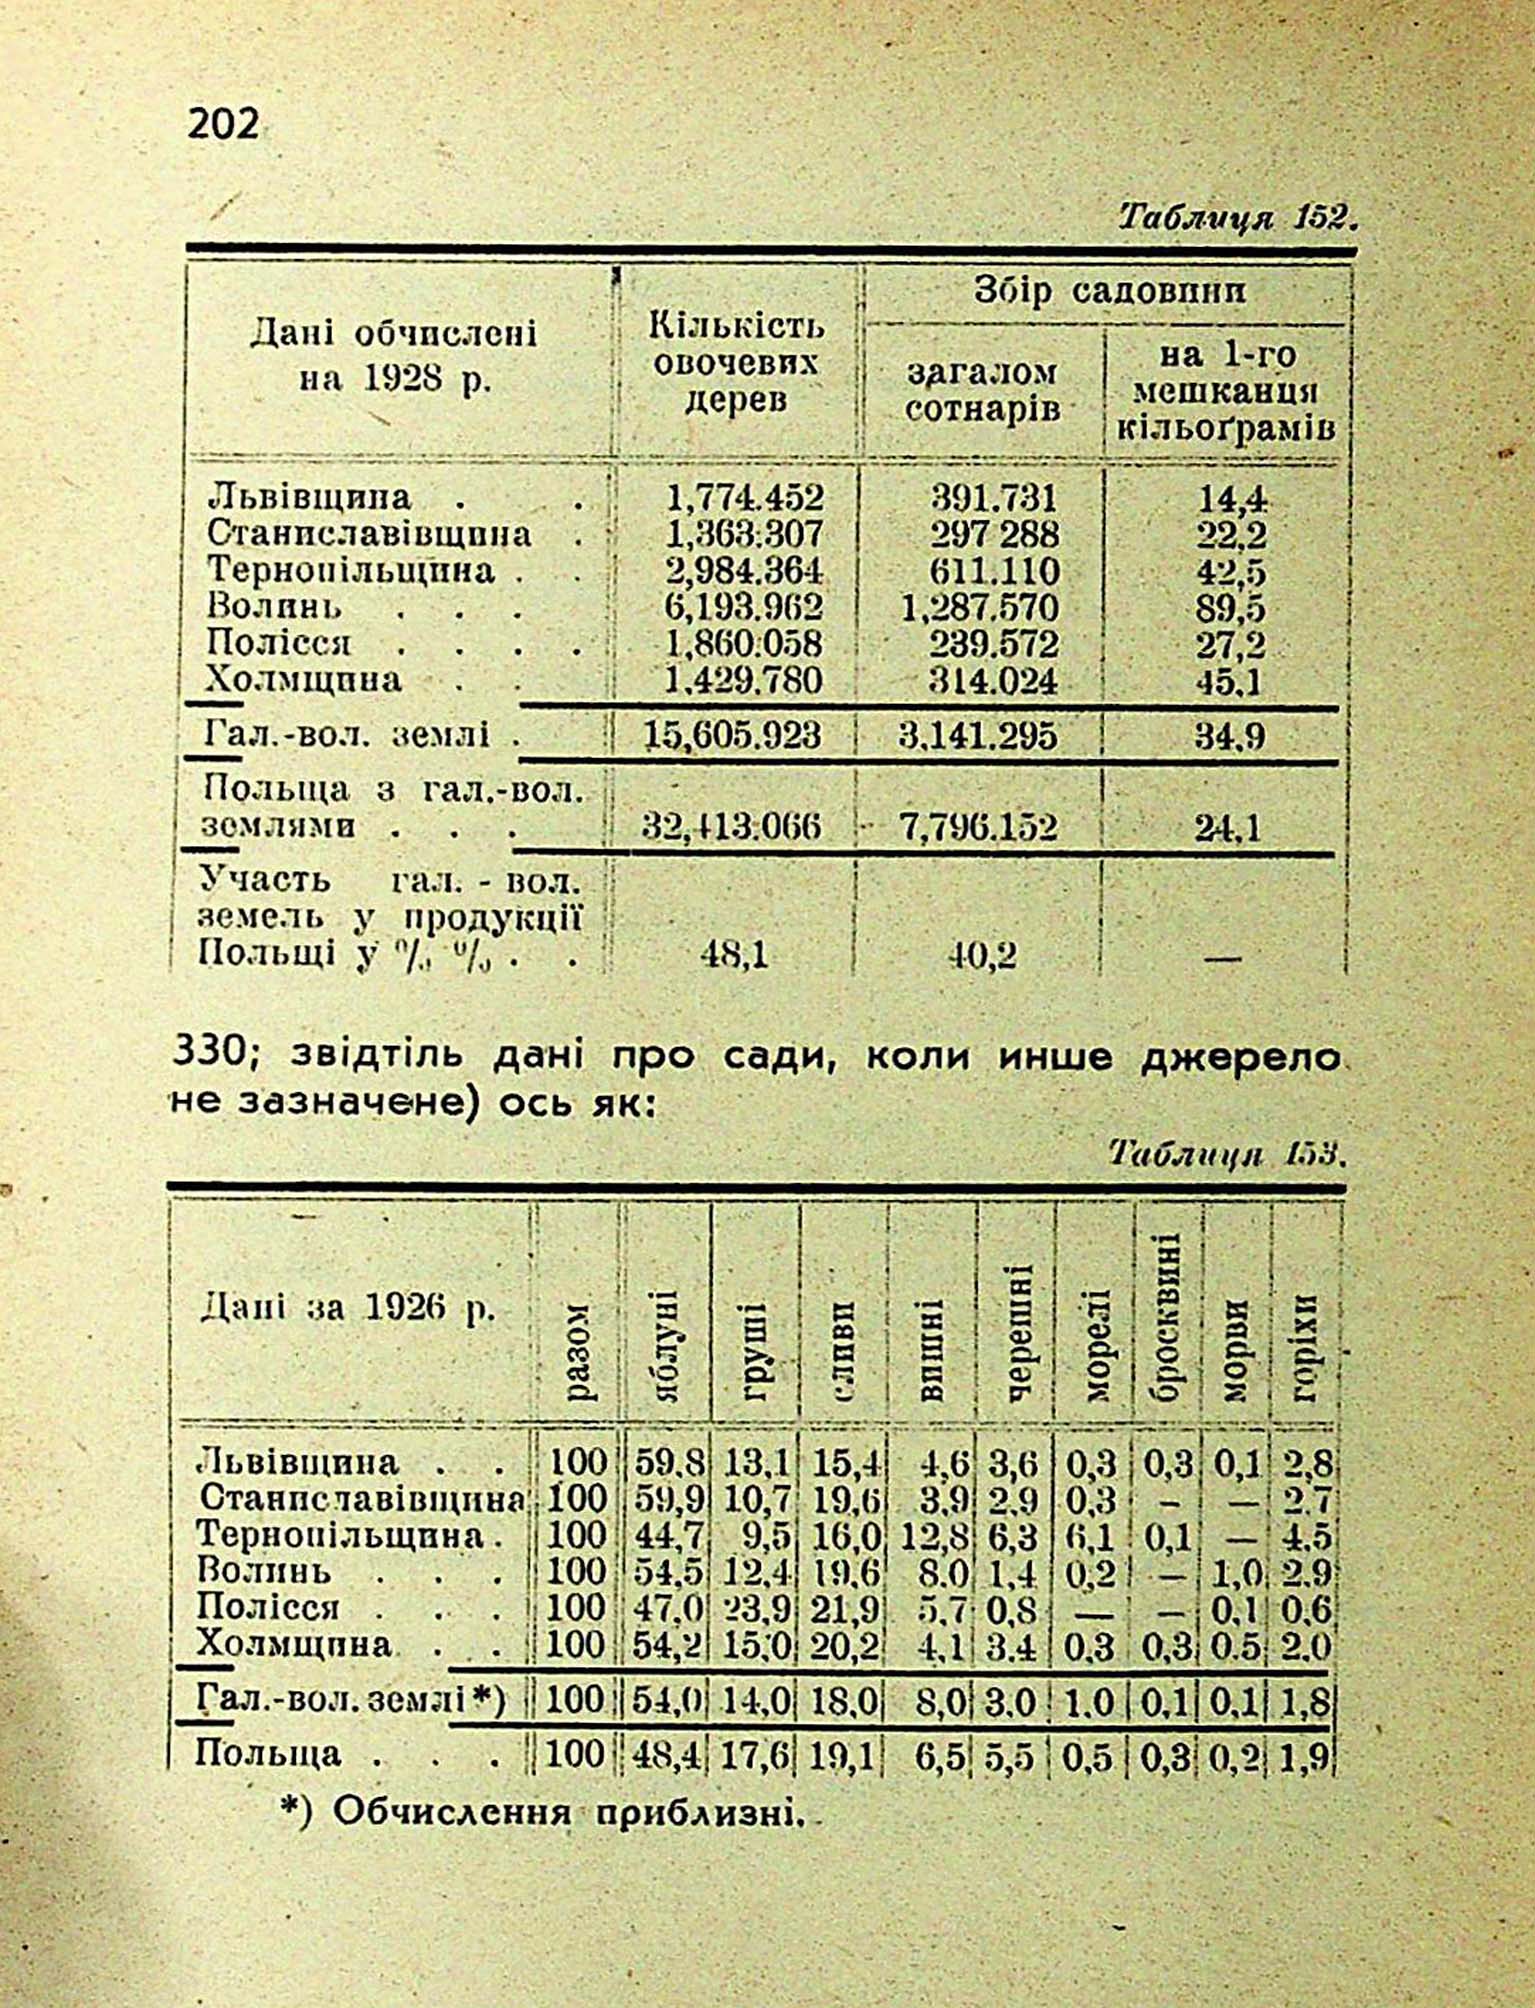 202
Таблиця 152.
Дані обчислені на 1928 р. | Кількість овочевих дерев | Збір садовини
загалом сотнарів | на 1-го мешканця кільоґрамів
Львівщина . . 1,774.452 391.731 14,4
Станиславівщина . 1,363.307 297 288 22,2
Тернопільщина . . 2,984.364 611.110 42,5
Волинь . . . 6,193.962 1,287.570 89,5
Полісся . . . . 1,860.058 239.572 27,2
Холмщина . . 1.429.780 314.024 45,1
Гал.-вол. землі . 15,605.923 3,141.295 34,9
Польща з гал.-вол.
землями . . . 32,413.066 7,796.152 24,1
Участь гал. - вол.
земель у продукції
Польщі у % % . . 48,1 40,2 —
330; звідтіль дані про сади, коли инше джерело
не зазначене) ось як:
Таблиця 153.
Дані за 1926 р. | разом | яблуні | груші | сливи | вишні | черешні | морелі | бросквині | морви | горіхи
Львівщина . . 100 59,8 13,1 15,4 4,6 3,6 0,3 0,3 0,1 2,8
Станиславівщина 100 59,9 10,7 19,6 3,9 2,9 0,3 - — 2,7
Тернопільщина . 100 44,7 9,5 16,0 12,8 6,3 6,1 0,1 — 4,5
Волинь . . . 100 54,5 12,4 19,6 8,0 1,4 0,2 — 1,0 2,9
Полісся . . . 100 47,0 23,9 21,9 5,7 0,8 — — 0,1 0,6
Холмщина . . 100 54,2 15,0 20,2 4,1 3,4 0,3 0,3 0,5 2,0
Гал.-вол. землі *) 100 54,0 14,0 18,0 8,0 3,0 1,0 0,1 0,1 1,8
Польща . . . 100 48,4 17,6 19,1 6,5 5,5 0,5 0,3 0,2 1,9
*) Обчислення приблизні.